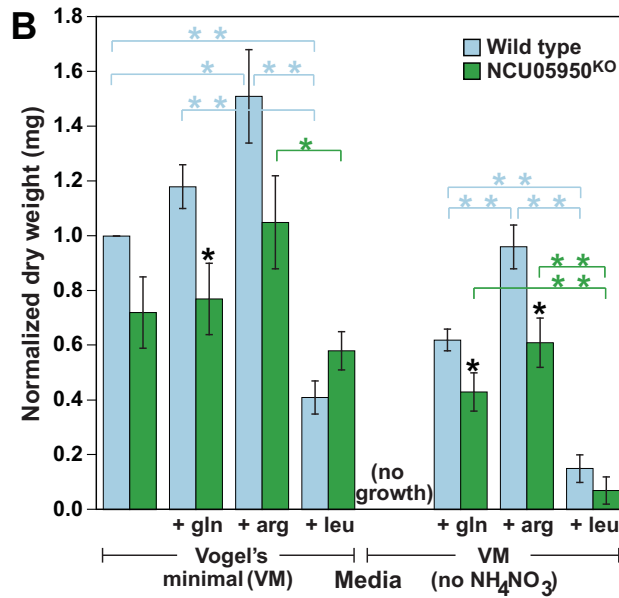 B
Normalized dry weight (mg)
1.8
1.6
1.4
1.2
1.0
0.8
0.6
0.4
0.2
0.0
Wild type
NCU05950KO
* *
* * *
* *
*
*
* *
* * * *
* *
* *
*
*
(no
growth)
+ gln + arg + leu + gln + arg + leu
Vogel's
minimal (VM)
Media
VM
(no NH4NO3)